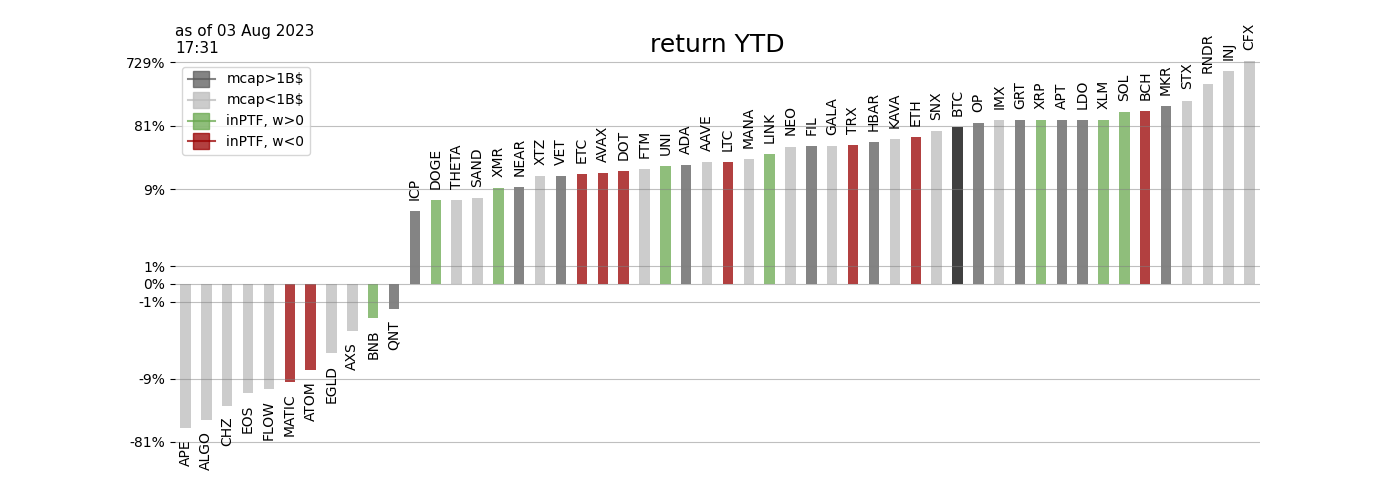 as of 03 Aug 2023
17:31
return YTD
729%
81%
9%
1%
0%
-1%
-9%
-81%
mcap>1B$
mcap<1B$
inPTF, w>0
inPTF, w<0
APE
ALGO
CHZ
EOS
FLOW
MATIC
ATOM
EGLD
AXS
BNB
QNT
ICP
DOGE
THETA
SAND
XMR
NEAR
XTZ
VET
ETC
AVAX
DOT
FTM
UNI
ADA
AAVE
LTC
MANA
LINK
NEO
FIL
GALA
TRX
HBAR
KAVA
ETH
SNX
BTC
OP
IMX
GRT
XRP
APT
LDO
XLM
SOL
BCH
MKR
STX
RNDR
INJ
CFX